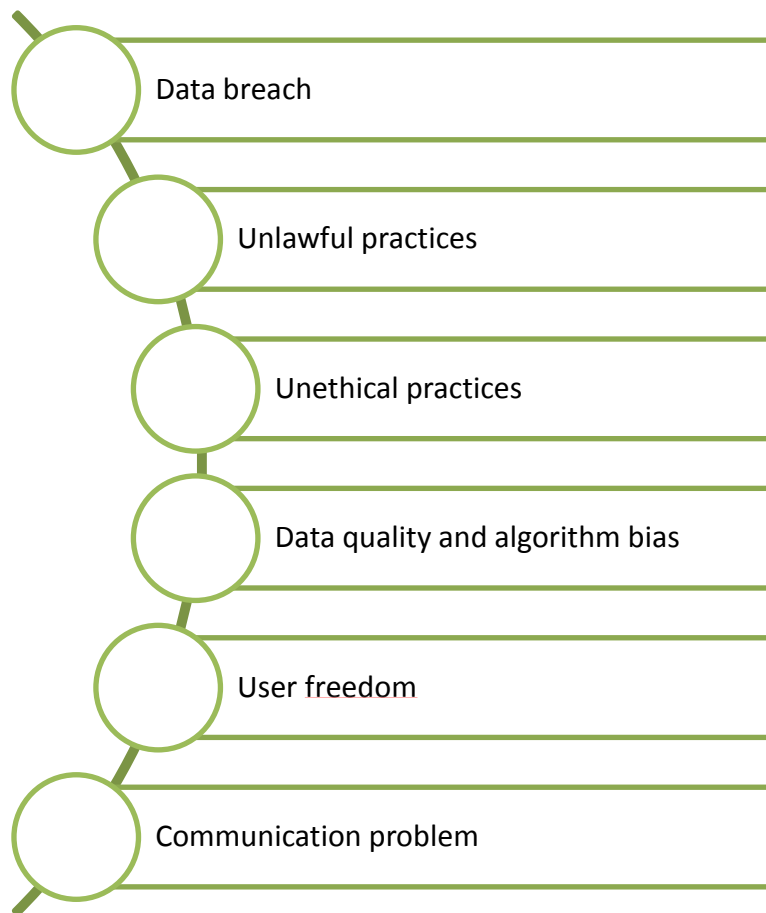 Data breach
Unlawful practices
Unethical practices
Data quality and algorithm bias
User freedom
Communication problem